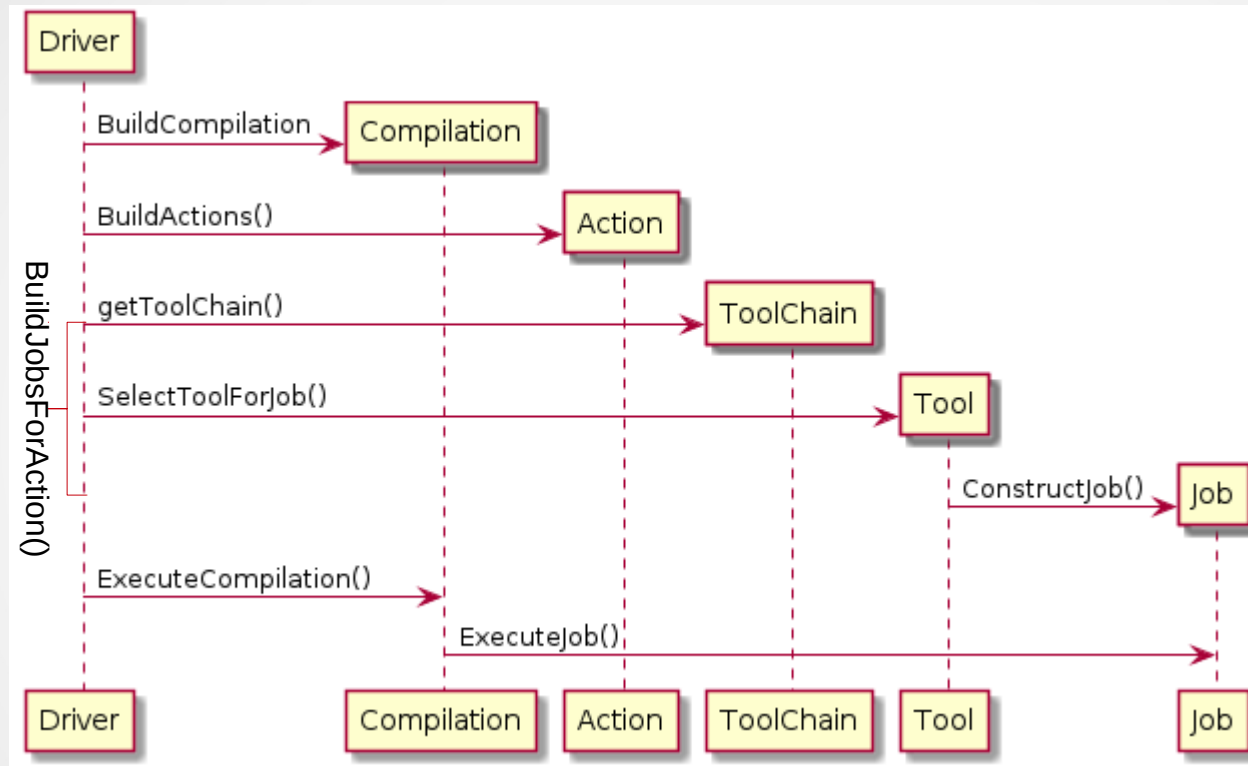 Driver
BuildCompilation
Compilation
BuildActions()
Action
BuildJobsForAction()
getToolChain()
ToolChain
SelectToolForJob()
Tool
ConstructJob()
Job
ExecuteCompilation()
ExecuteJob()
Driver
Compilation
Action
ToolChain
Tool
Job